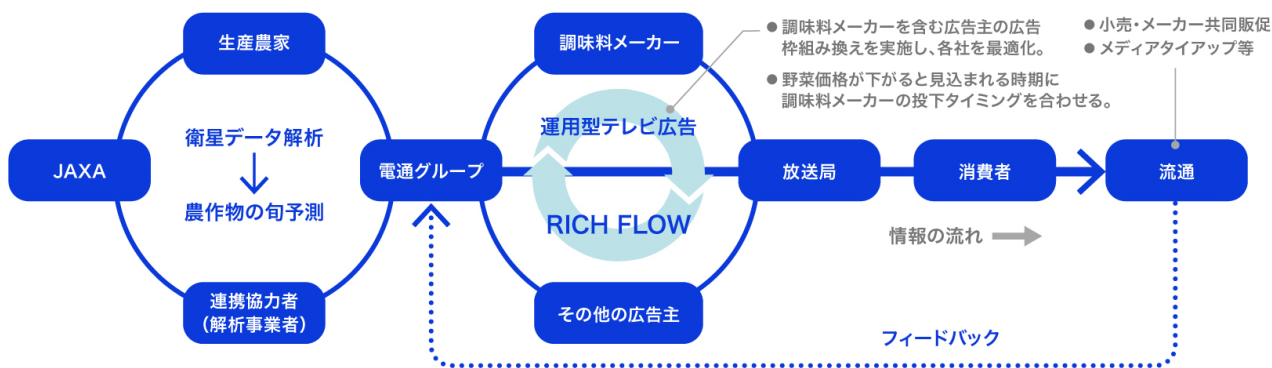 生産農家
調味料メーカー
● 調味料メーカーを含む広告主の広告
枠組み換えを実施し、各社を最適化。
● 野菜価格が下がると見込まれる時期に
調味料メーカーの投下タイミングを合わせる。
● 小売・メーカー共同販促
● メディアタイアップ等
衛星データ解析
農作物の旬予測
運用型テレビ広告
RICH FLOW
JAXA
電通グループ
放送局
消費者
流通
情報の流れ
連携協力者
（解析事業者）
その他の広告主
フィードバック